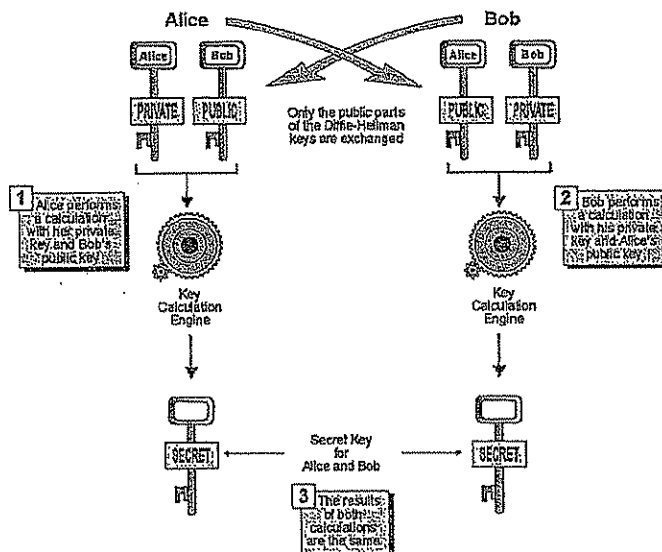 Alice
Bob
Alice
Bob
Alice
Bob
PRIVATE
PUBLIC
PUBLIC
PRIVATE
Only the public parts
of the Diffie-Hellman
keys are exchanged
1
Alice performs
a calculation
with her private
Key and Bob's
public key
2
Bob performs
a calculation
with his private
key and Alice's
public key
Key
Calculation
Engine
Key
Calculation
Engine
SECRET
Secret Key
for
Alice and Bob
SECRET
3
The results
of both
calculations
are the same